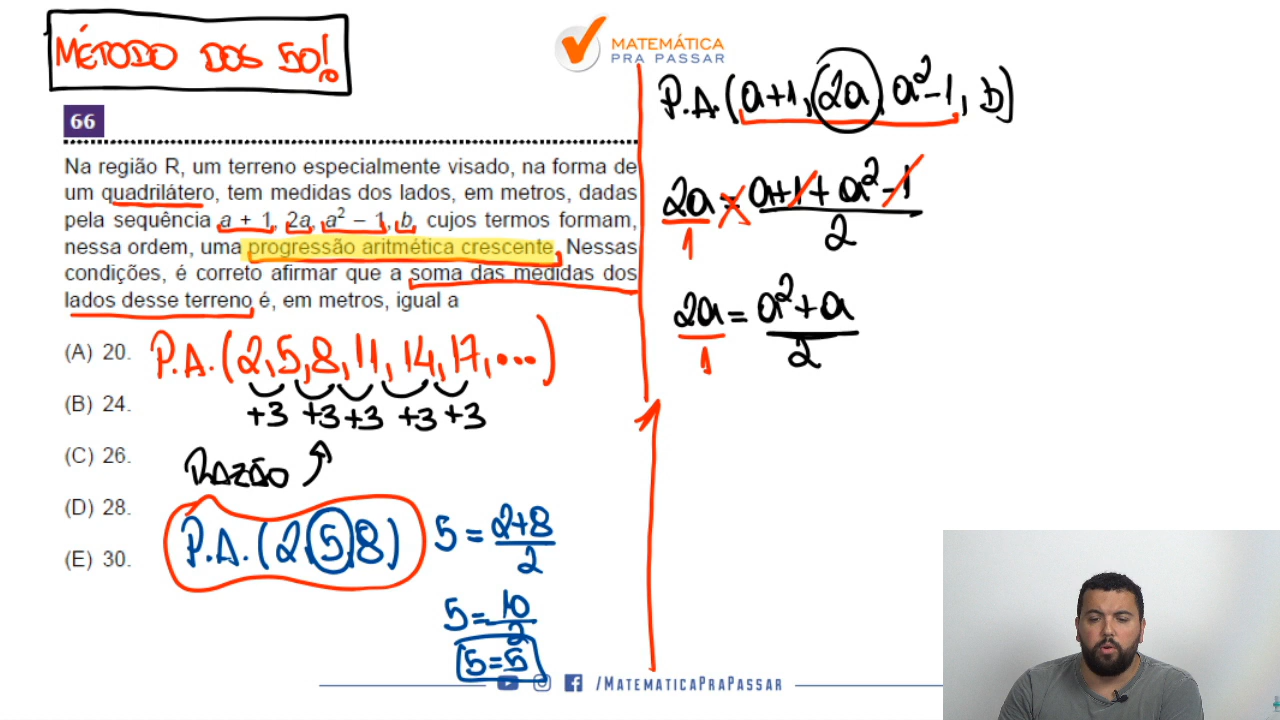 MÉTODO DOS 50!
MATEMÁTICA
PRA PASSAR
66
Na região R, um terreno especialmente visado, na forma de
um quadrilátero, tem medidas dos lados, em metros, dadas
pela sequência a + 1, 2a, a² – 1, b, cujos termos formam,
nessa ordem, uma progressão aritmética crescente. Nessas
condições, é correto afirmar que a soma das medidas dos
lados desse terreno é, em metros, igual a
(A) 20.
(B) 24.
(C) 26.
(D) 28.
(E) 30.
P.A.(2,5,8,11,14,17,...)
+3 +3 +3 +3 +3
RAZÃO
P.A.(2,5,8)
5=2+8/2
5=10/2
5=5
P.A.(a+1, 2a, a²-1, b)
2a/1=a+1+a²-1/2
2a/1=a²+a/2
/MATEMATICAPRAPASSAR